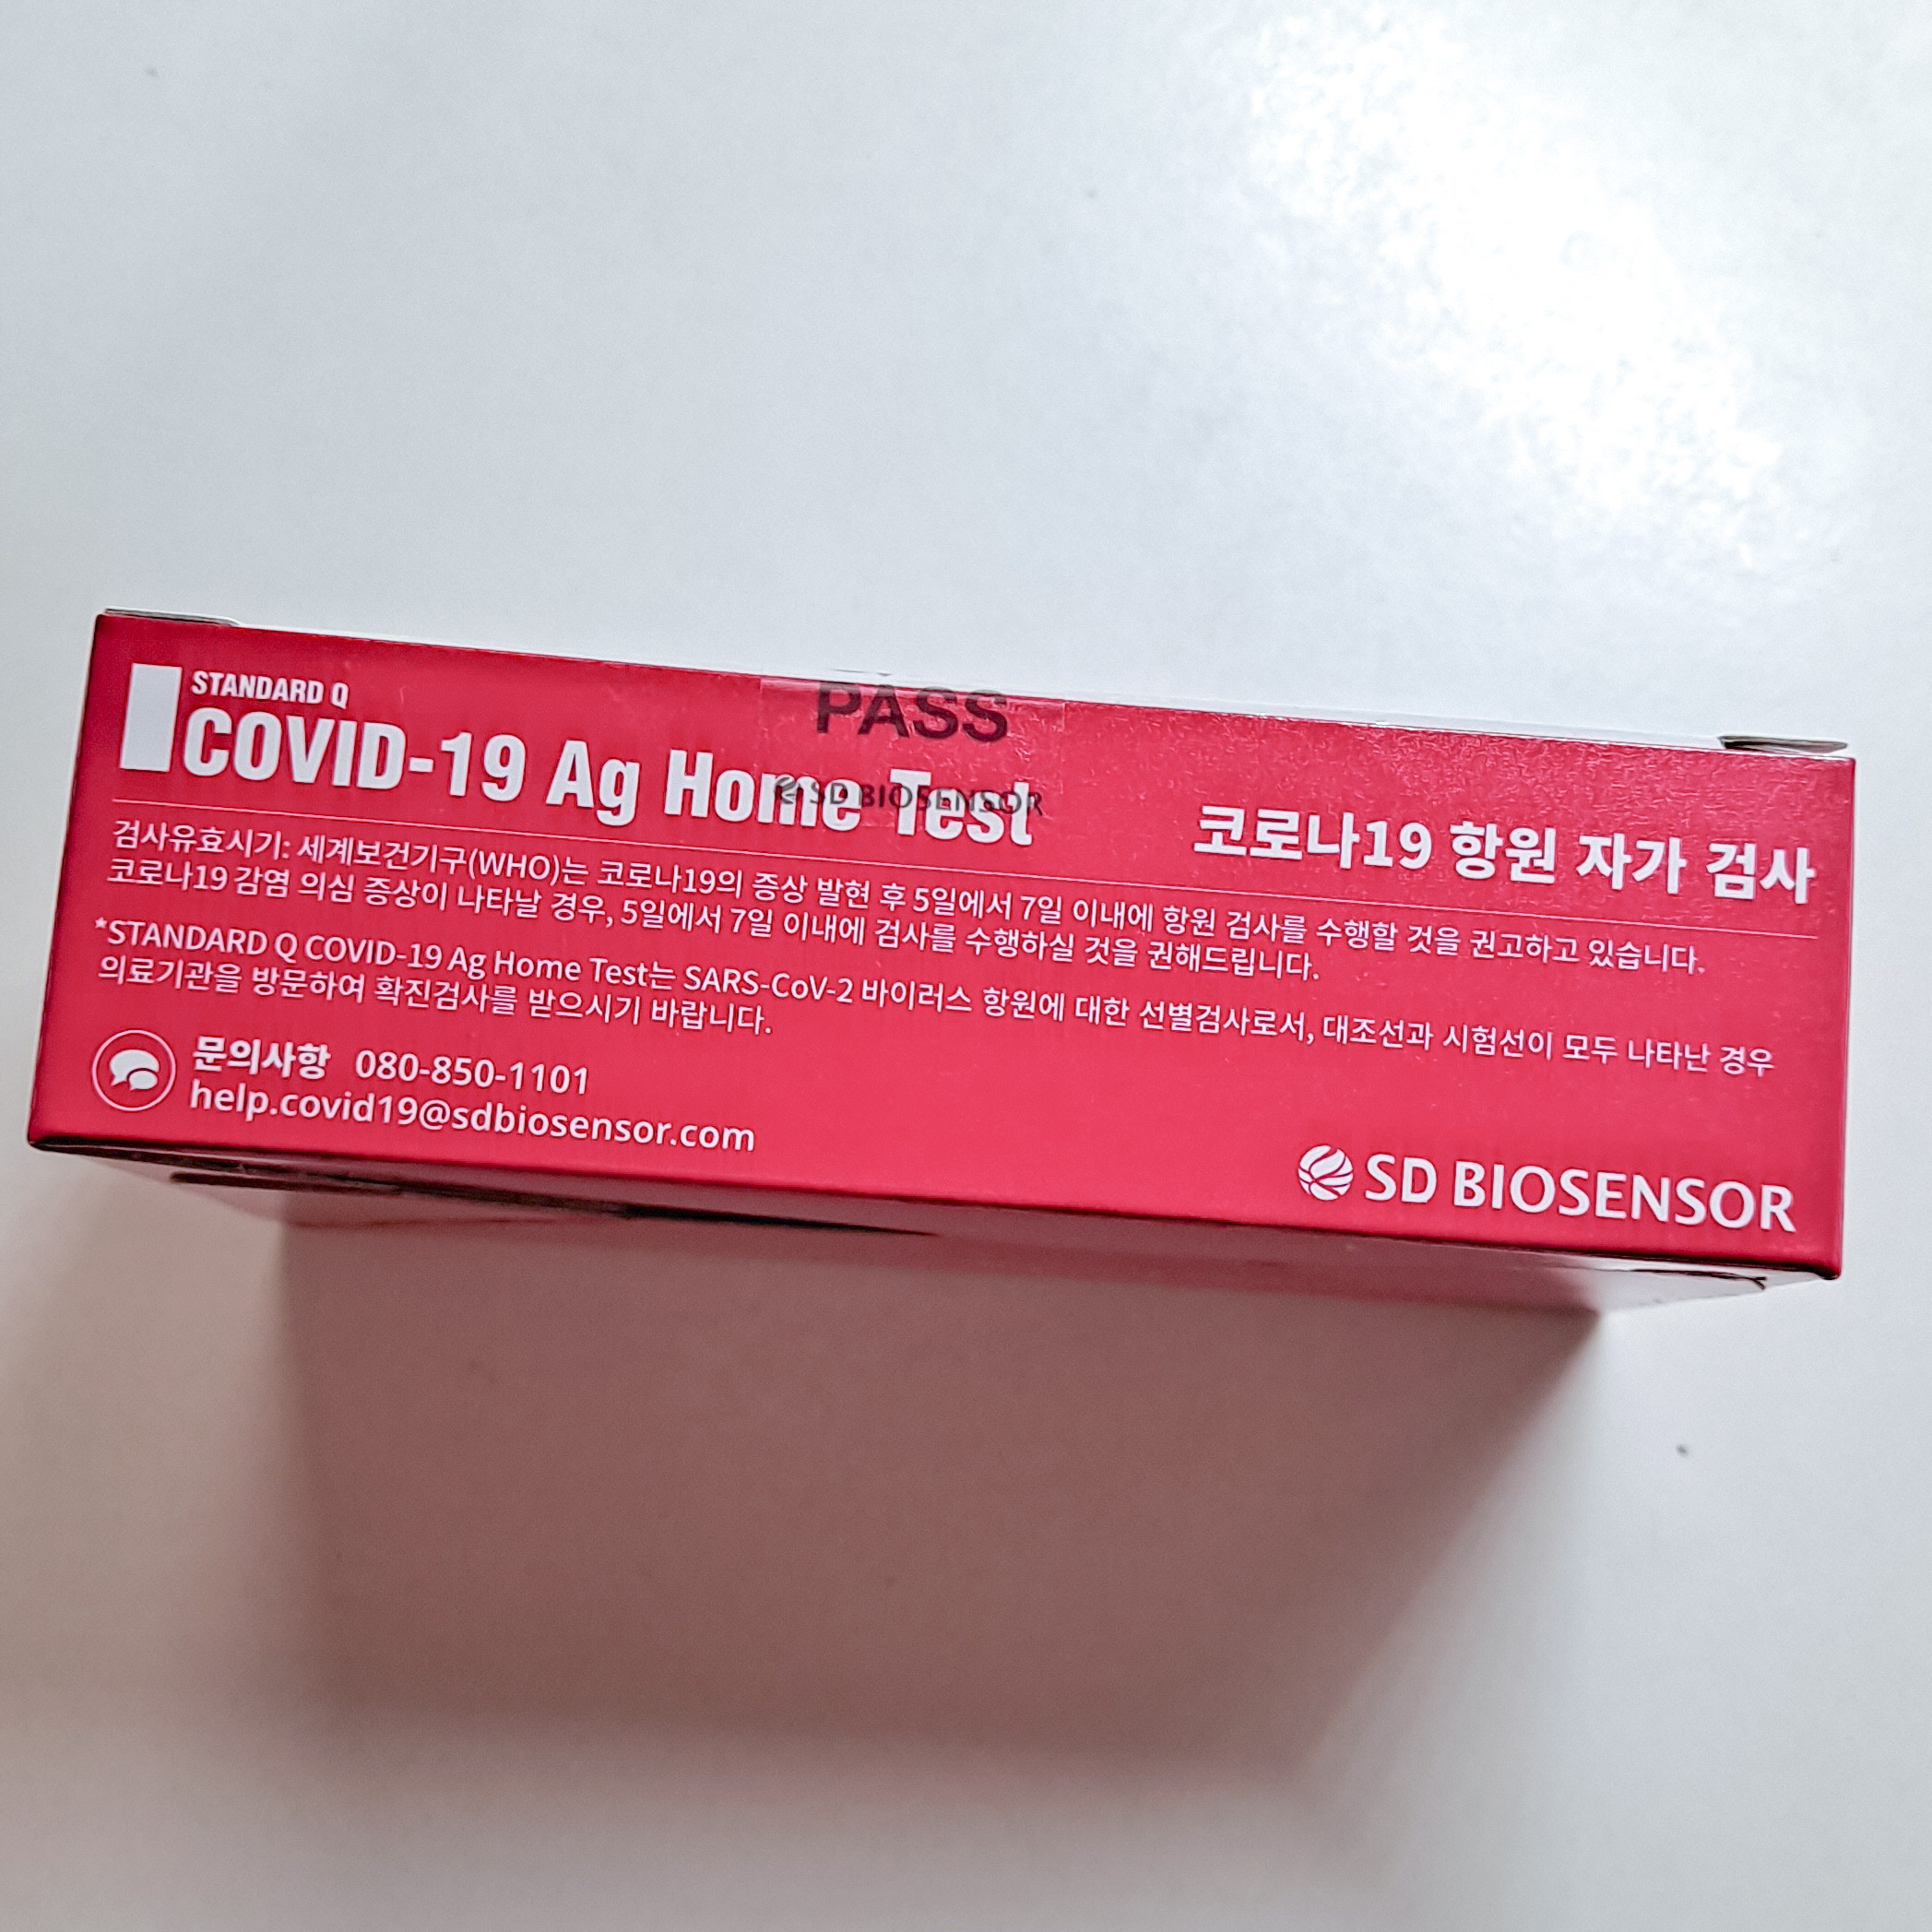 STANDARD Q
PASS
COVID-19 Ag Home Test
SD BIOSENSOR
코로나19 항원 자가 검사
검사유효시기: 세계보건기구(WHO)는 코로나19의 증상 발현 후 5일에서 7일 이내에 항원 검사를 수행할 것을 권고하고 있습니다.
코로나19 감염 의심 증상이 나타날 경우, 5일에서 7일 이내에 검사를 수행하실 것을 권해드립니다.
*STANDARD Q COVID-19 Ag Home Test는 SARS-CoV-2 바이러스 항원에 대한 선별검사로서, 대조선과 시험선이 모두 나타난 경우
의료기관을 방문하여 확진검사를 받으시기 바랍니다.
문의사항 080-850-1101
help.covid19@sdbiosensor.com
SD BIOSENSOR